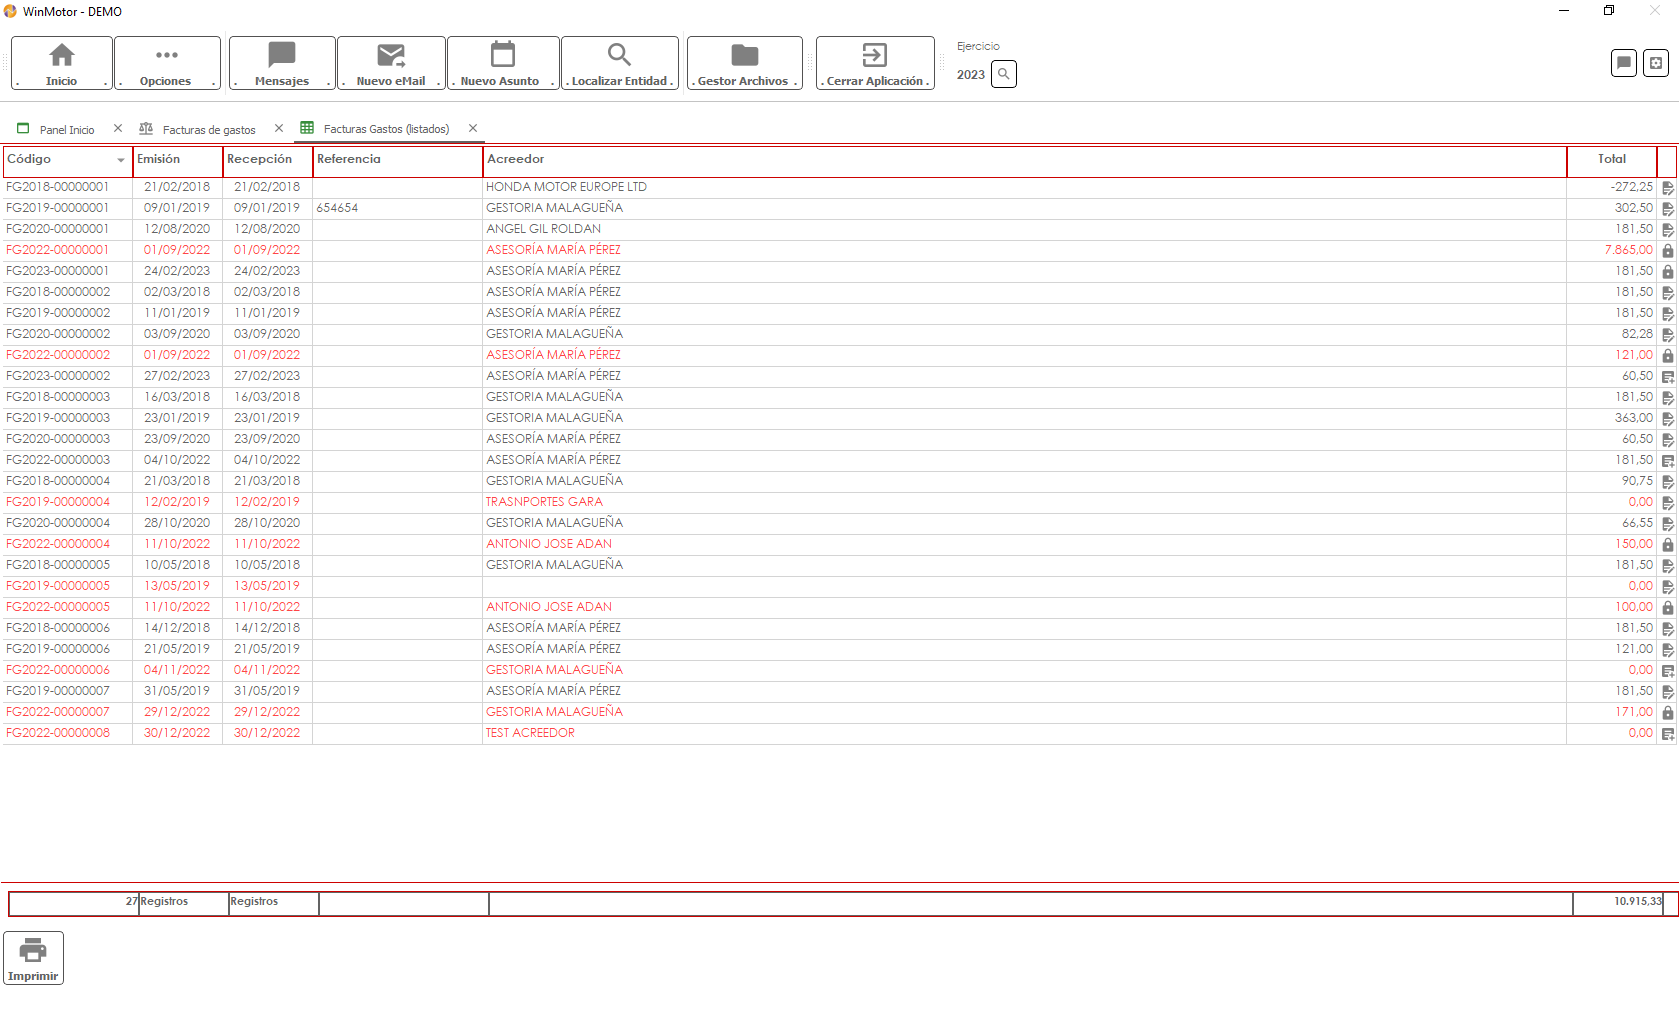 WinMotor - DEMO
Inicio
Opciones
Mensajes
Nuevo eMail
Nuevo Asunto
Localizar Entidad
Gestor Archivos
Cerrar Aplicación
Ejercicio
2023
Panel Inicio
Facturas de gastos
Facturas Gastos (listados)
Código Emisión Recepción Referencia Acreedor Total
FG2018-00000001 21/02/2018 21/02/2018 HONDA MOTOR EUROPE LTD -272,25
FG2019-00000001 09/01/2019 09/01/2019 654654 GESTORIA MALAGUEÑA 302,50
FG2020-00000001 12/08/2020 12/08/2020 ANGEL GIL ROLDAN 181,50
FG2022-00000001 01/09/2022 01/09/2022 ASESORÍA MARÍA PÉREZ 7.865,00
FG2023-00000001 24/02/2023 24/02/2023 ASESORÍA MARÍA PÉREZ 181,50
FG2018-00000002 02/03/2018 02/03/2018 ASESORÍA MARÍA PÉREZ 181,50
FG2019-00000002 11/01/2019 11/01/2019 ASESORÍA MARÍA PÉREZ 181,50
FG2020-00000002 03/09/2020 03/09/2020 GESTORIA MALAGUEÑA 82,28
FG2022-00000002 01/09/2022 01/09/2022 ASESORÍA MARÍA PÉREZ 121,00
FG2023-00000002 27/02/2023 27/02/2023 ASESORÍA MARÍA PÉREZ 60,50
FG2018-00000003 16/03/2018 16/03/2018 GESTORIA MALAGUEÑA 181,50
FG2019-00000003 23/01/2019 23/01/2019 GESTORIA MALAGUEÑA 363,00
FG2020-00000003 23/09/2020 23/09/2020 ASESORÍA MARÍA PÉREZ 60,50
FG2022-00000003 04/10/2022 04/10/2022 ASESORÍA MARÍA PÉREZ 181,50
FG2018-00000004 21/03/2018 21/03/2018 GESTORIA MALAGUEÑA 90,75
FG2019-00000004 12/02/2019 12/02/2019 TRASNPORTES GARA 0,00
FG2020-00000004 28/10/2020 28/10/2020 GESTORIA MALAGUEÑA 66,55
FG2022-00000004 11/10/2022 11/10/2022 ANTONIO JOSE ADAN 150,00
FG2018-00000005 10/05/2018 10/05/2018 GESTORIA MALAGUEÑA 181,50
FG2019-00000005 13/05/2019 13/05/2019 0,00
FG2022-00000005 11/10/2022 11/10/2022 ANTONIO JOSE ADAN 100,00
FG2018-00000006 14/12/2018 14/12/2018 ASESORÍA MARÍA PÉREZ 181,50
FG2019-00000006 21/05/2019 21/05/2019 ASESORÍA MARÍA PÉREZ 121,00
FG2022-00000006 04/11/2022 04/11/2022 GESTORIA MALAGUEÑA 0,00
FG2019-00000007 31/05/2019 31/05/2019 ASESORÍA MARÍA PÉREZ 181,50
FG2022-00000007 29/12/2022 29/12/2022 GESTORIA MALAGUEÑA 171,00
FG2022-00000008 30/12/2022 30/12/2022 TEST ACREEDOR 0,00
27 Registros Registros 10.915,33
Imprimir